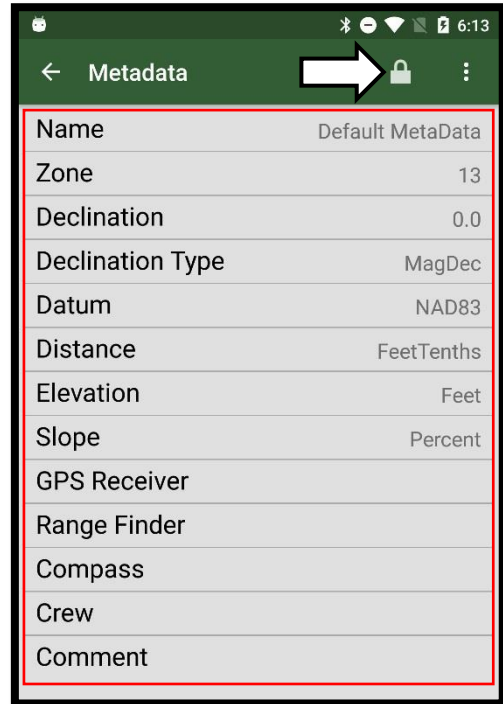 6:13
Metadata
Name Default MetaData
Zone 13
Declination 0.0
Declination Type MagDec
Datum NAD83
Distance FeetTenths
Elevation Feet
Slope Percent
GPS Receiver
Range Finder
Compass
Crew
Comment